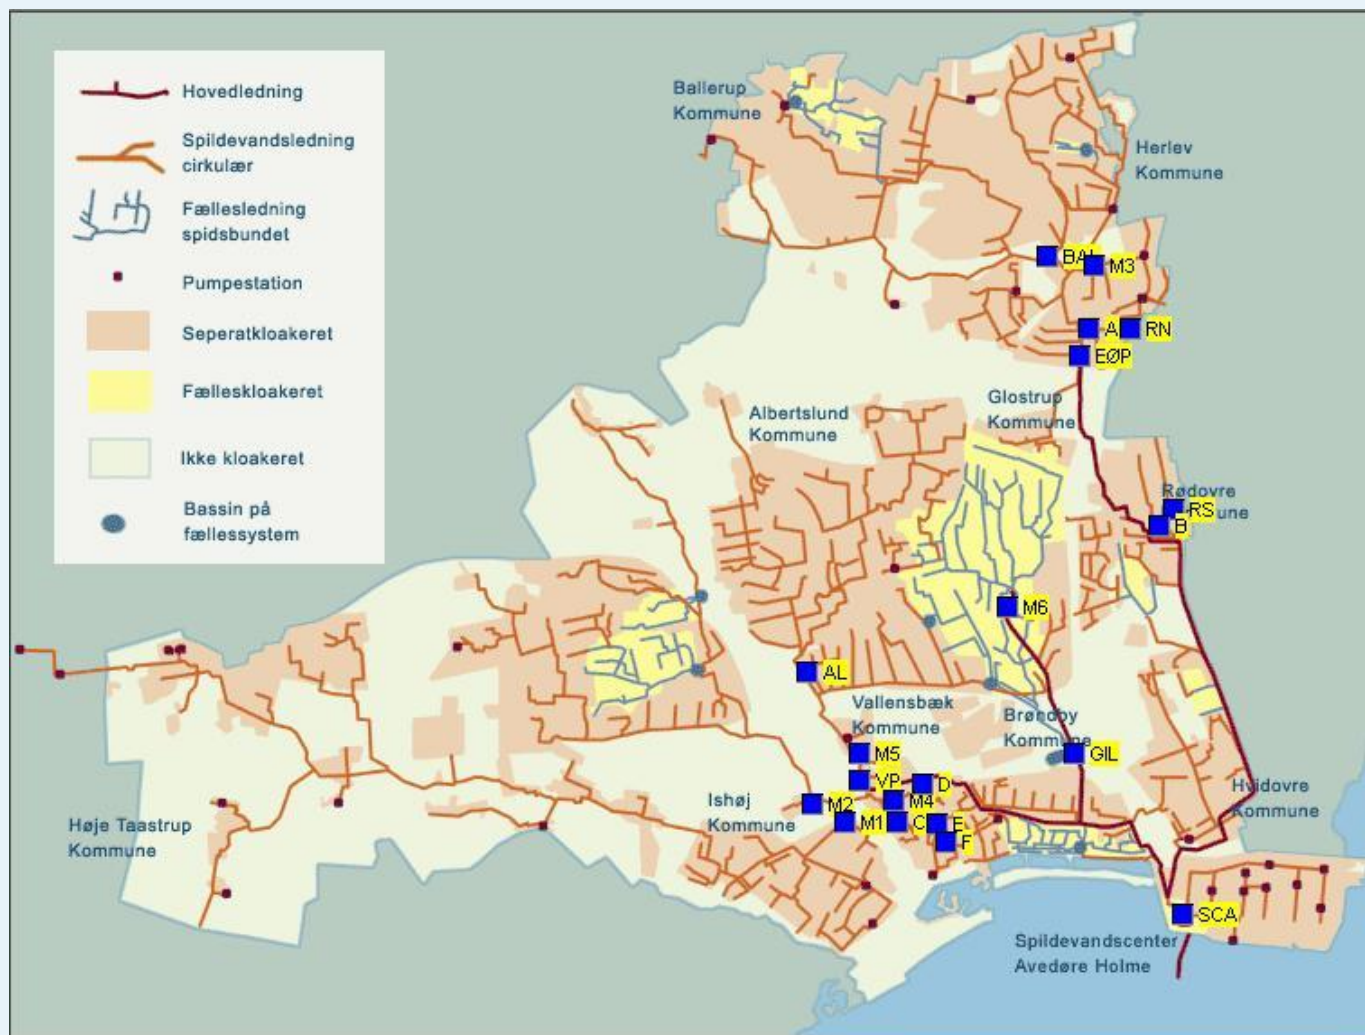 Hovedledning
Spildevandsledning
cirkulær
Fællesledning
spidsbundet
Pumpestation
Seperatkloakeret
Fælleskloakeret
Ikke kloakeret
Bassin på
fællessystem
Ballerup
Kommune
Herlev
Kommune
M3
A
RN
EØP
Glostrup
Kommune
Albertslund
Kommune
Rødovre
RS
B
M6
AL
Vallensbæk
Kommune
Brøndby
GIL
M5
VP
D
Ishøj
Kommune
M2
M4
M1
C
E
F
Hvidovre
Kommune
Høje Taastrup
Kommune
SCA
Spildevandscenter
Avedøre Holme